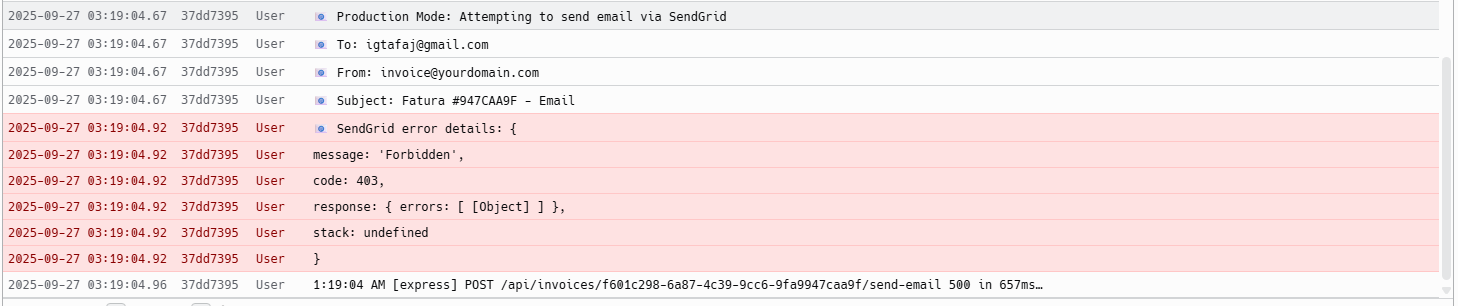 2025-09-27 03:19:04.67 37dd7395 User Production Mode: Attempting to send email via SendGrid
2025-09-27 03:19:04.67 37dd7395 User To: igtafaj@gmail.com
2025-09-27 03:19:04.67 37dd7395 User From: invoice@yourdomain.com
2025-09-27 03:19:04.67 37dd7395 User Subject: Fatura #947CAA9F - Email
2025-09-27 03:19:04.92 37dd7395 User SendGrid error details: {
2025-09-27 03:19:04.92 37dd7395 User message: 'Forbidden',
2025-09-27 03:19:04.92 37dd7395 User code: 403,
2025-09-27 03:19:04.92 37dd7395 User response: { errors: [ [Object] ] },
2025-09-27 03:19:04.92 37dd7395 User stack: undefined
2025-09-27 03:19:04.92 37dd7395 User }
2025-09-27 03:19:04.96 37dd7395 User 1:19:04 AM [express] POST /api/invoices/f601c298-6a87-4c39-9cc6-9fa9947caa9f/send-email 500 in 657ms…